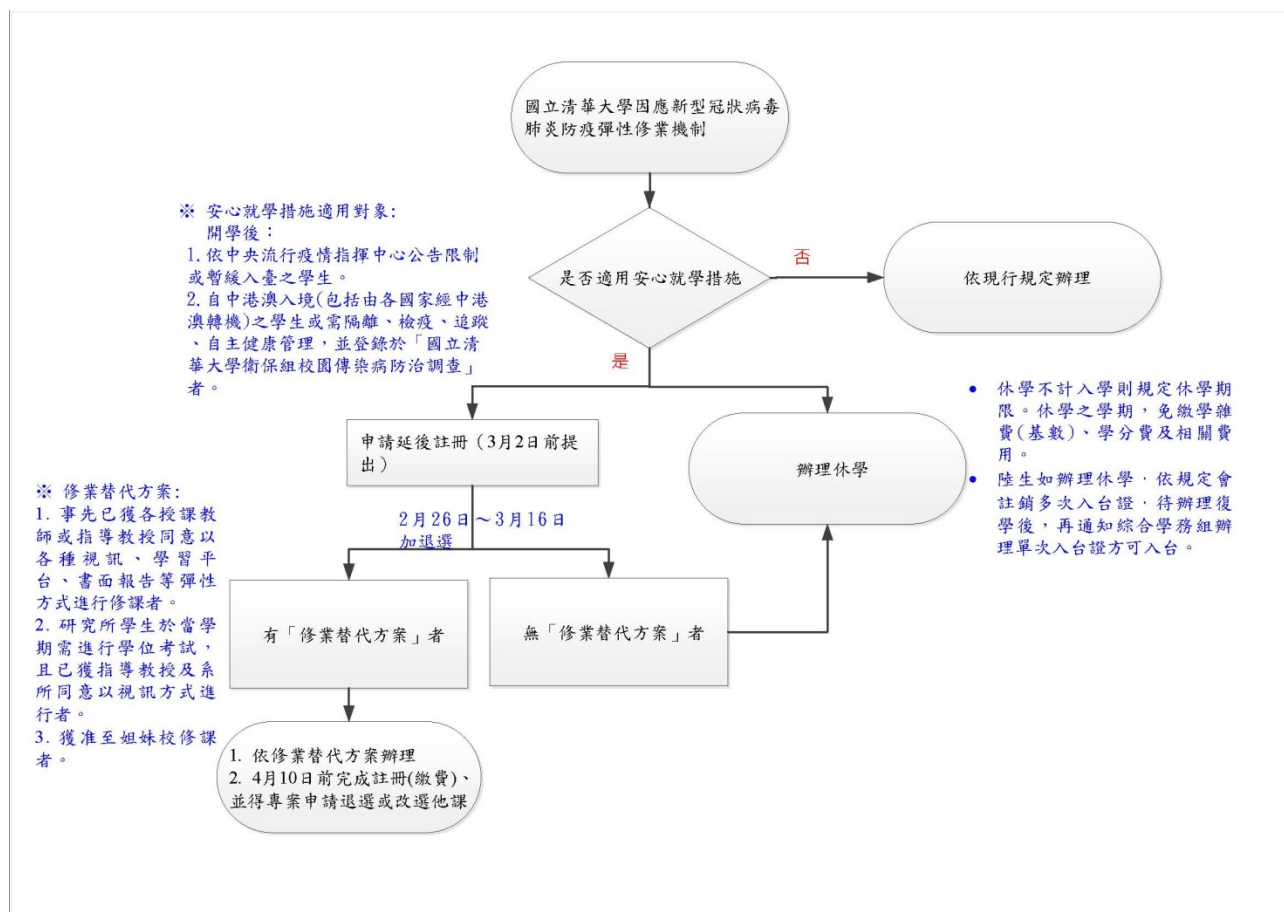 國立清華大學因應新型冠狀病毒
肺炎防疫彈性修業機制
※ 安心就學措施適用對象:
開學後：
1.依中央流行疫情指揮中心公告限制
或暫緩入臺之學生。
2.自中港澳入境(包括由各國家經中港
澳轉機)之學生或需隔離、檢疫、追蹤
、自主健康管理，並登錄於「國立清
華大學衛保組校園傳染病防治調查」
者。
是否適用安心就學措施
否
依現行規定辦理
是
申請延後註冊（3月2日前提
出）
辦理休學
● 休學不計入學則規定休學期
限。休學之學期，免繳學雜
費(基數)、學分費及相關費
用。
● 陸生如辦理休學，依規定會
註銷多次入台證，待辦理復
學後，再通知綜合學務組辦
理單次入台證方可入台。
※ 修業替代方案:
1. 事先已獲各授課教
師或指導教授同意以
各種視訊、學習平
台、書面報告等彈性
方式進行修課者。
2. 研究所學生於當學
期需進行學位考試，
且已獲指導教授及系
所同意以視訊方式進
行者。
3. 獲准至姐妹校修課
者。
2月26日～3月16日
加退選
有「修業替代方案」者
無「修業替代方案」者
1. 依修業替代方案辦理
2. 4月10日前完成註冊(繳費)、
並得專案申請退選或改選他課